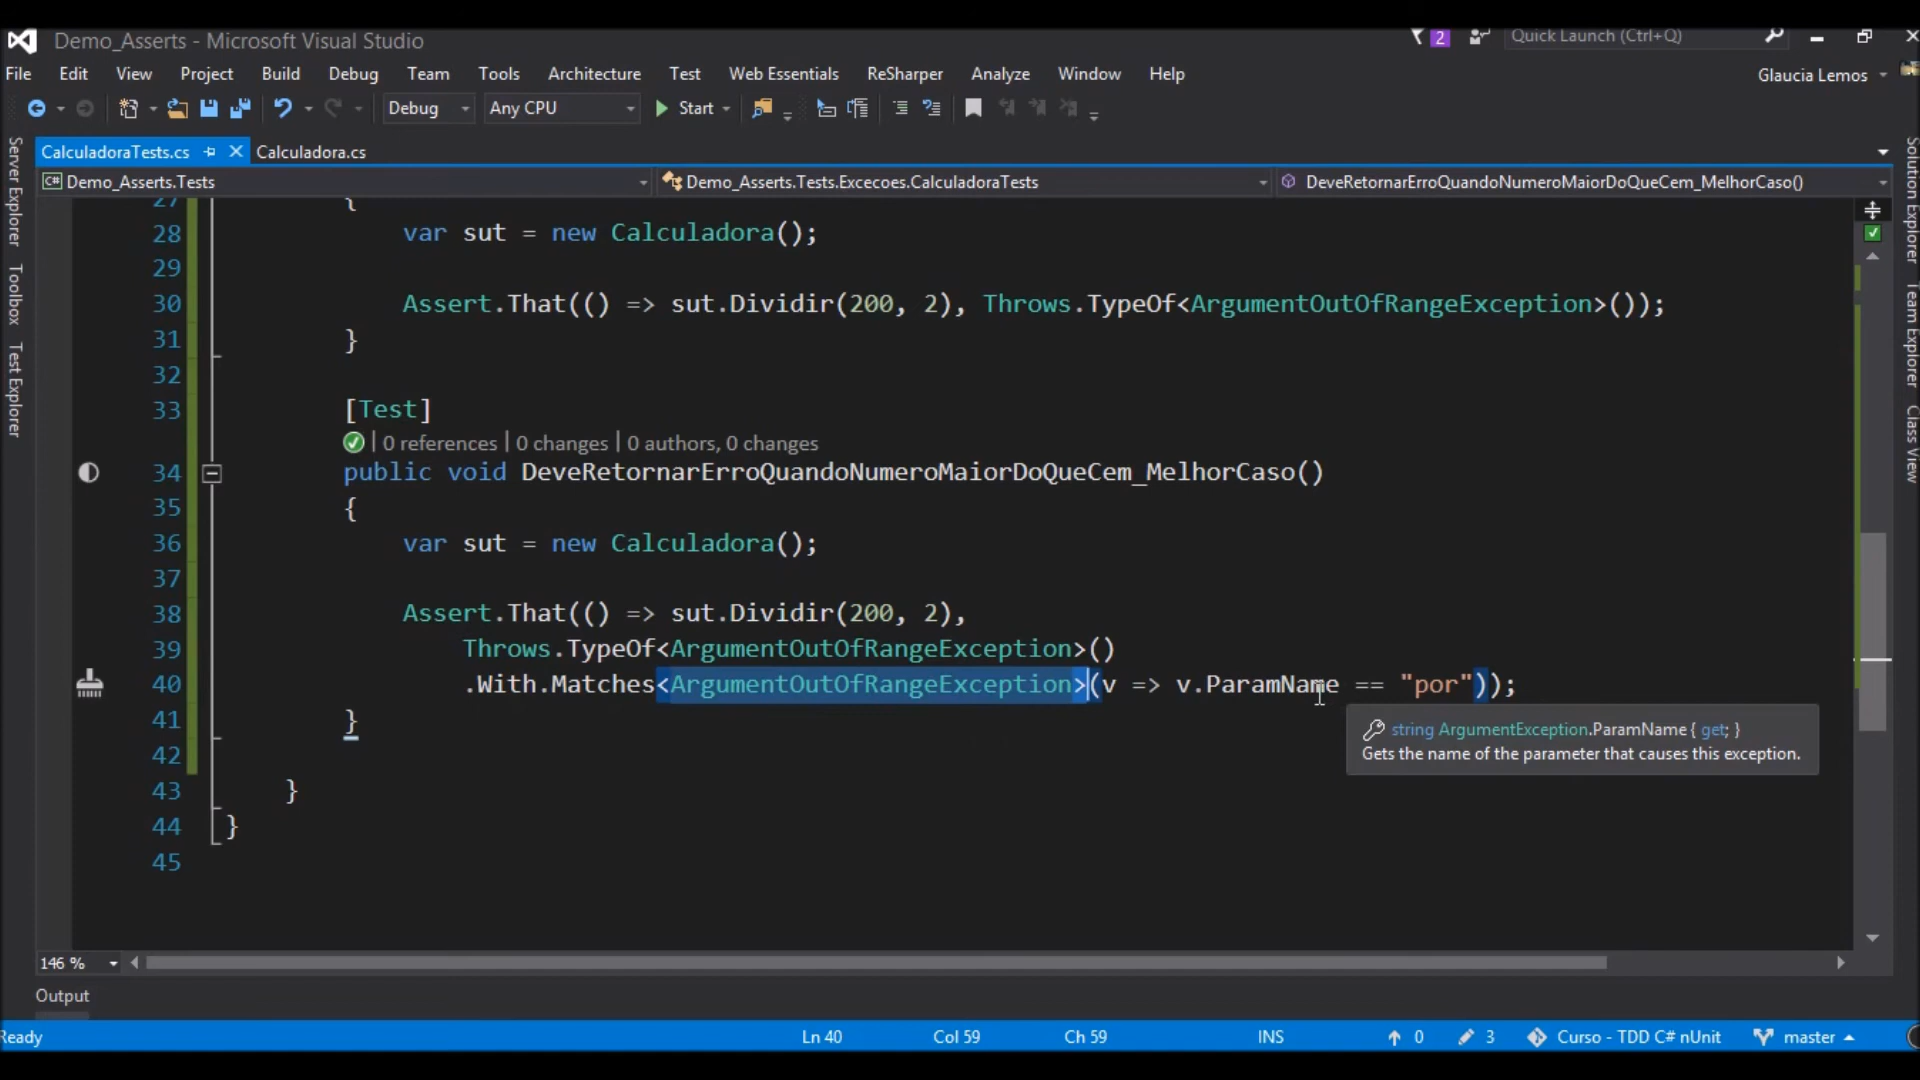 Demo_Asserts - Microsoft Visual Studio
2
Quick Launch (Ctrl+Q)
File Edit View Project Build Debug Team Tools Test Architecture Web Essentials ReSharper Analyze Window Help
Glaucia Lemos
Debug Any CPU Start
CalculadoraTests.cs Calculadora.cs
Demo_Asserts.Tests Demo_Asserts.Tests.Excecoes.CalculadoraTests DeveRetornarErroQuandoNumeroMaiorDoQueCem_MelhorCaso()
Server Explorer
Toolbox
Test Explorer
Solution Explorer
Team Explorer
Class View
27 {
28 var sut = new Calculadora();
29
30 Assert.That(() => sut.Dividir(200, 2), Throws.TypeOf<ArgumentOutOfRangeException>());
31 }
32
33 [Test]
| 0 references | 0 changes | 0 authors, 0 changes
34 public void DeveRetornarErroQuandoNumeroMaiorDoQueCem_MelhorCaso()
35 {
36 var sut = new Calculadora();
37
38 Assert.That(() => sut.Dividir(200, 2),
39 Throws.TypeOf<ArgumentOutOfRangeException>()
40 .With.Matches<ArgumentOutOfRangeException>(v => v.ParamName == "por"));
string ArgumentException.ParamName { get; }
Gets the name of the parameter that causes this exception.
41 }
42
43 }
44 }
45
146 %
Output
Ready Ln 40 Col 59 Ch 59 INS 0 3 Curso - TDD C# nUnit master